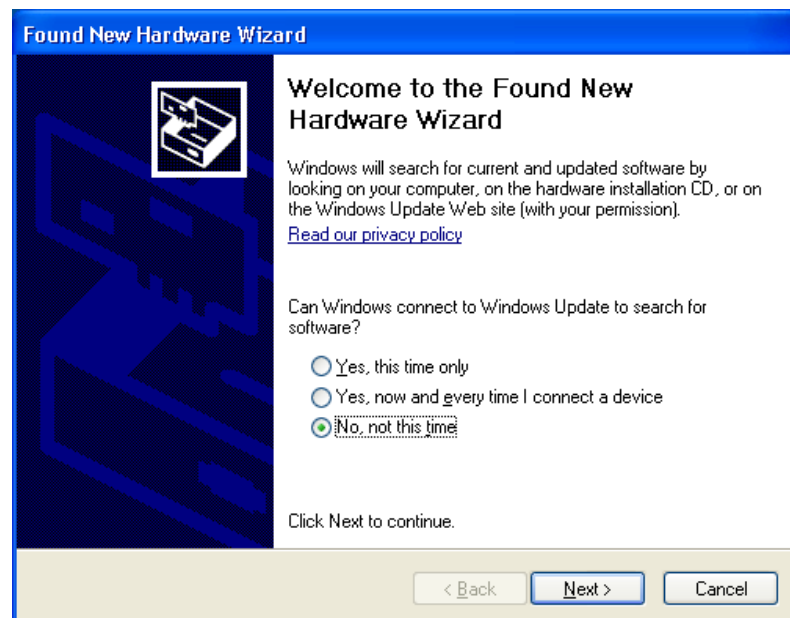 Found New Hardware Wizard
Welcome to the Found New
Hardware Wizard
Windows will search for current and updated software by
looking on your computer, on the hardware installation CD, or on
the Windows Update Web site (with your permission).
Read our privacy policy
Can Windows connect to Windows Update to search for
software?
Yes, this time only
Yes, now and every time I connect a device
No, not this time
Click Next to continue.
< Back Next > Cancel